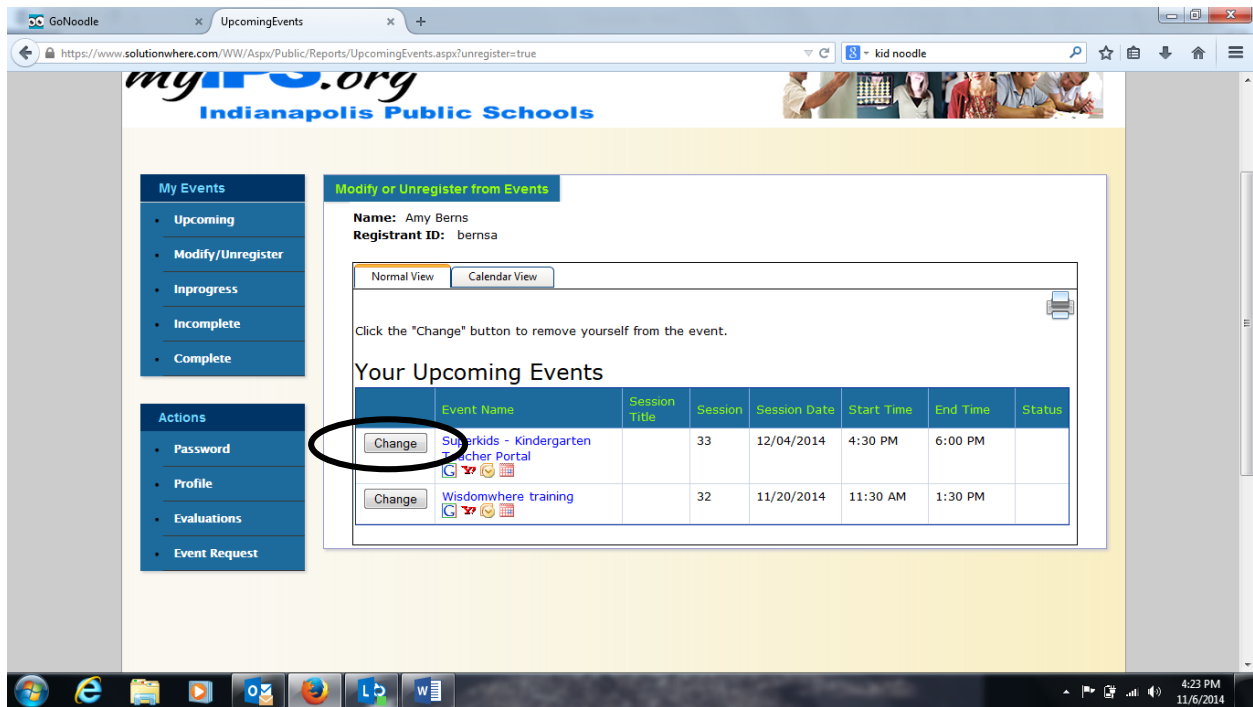 GoNoodle
UpcomingEvents
https://www.solutionwhere.com/WW/Aspx/Public/Reports/UpcomingEvents.aspx?unregister=true
kid noodle
myIPS.org
Indianapolis Public Schools
My Events
Upcoming
Modify/Unregister
Inprogress
Incomplete
Complete
Actions
Password
Profile
Evaluations
Event Request
Modify or Unregister from Events
Name: Amy Berns
Registrant ID: bernsa
Normal View Calendar View
Click the "Change" button to remove yourself from the event.
Your Upcoming Events
Event Name Session Title Session Session Date Start Time End Time Status
Change Superkids - Kindergarten Teacher Portal 33 12/04/2014 4:30 PM 6:00 PM
Change Wisdomwhere training 32 11/20/2014 11:30 AM 1:30 PM
4:23 PM
11/6/2014